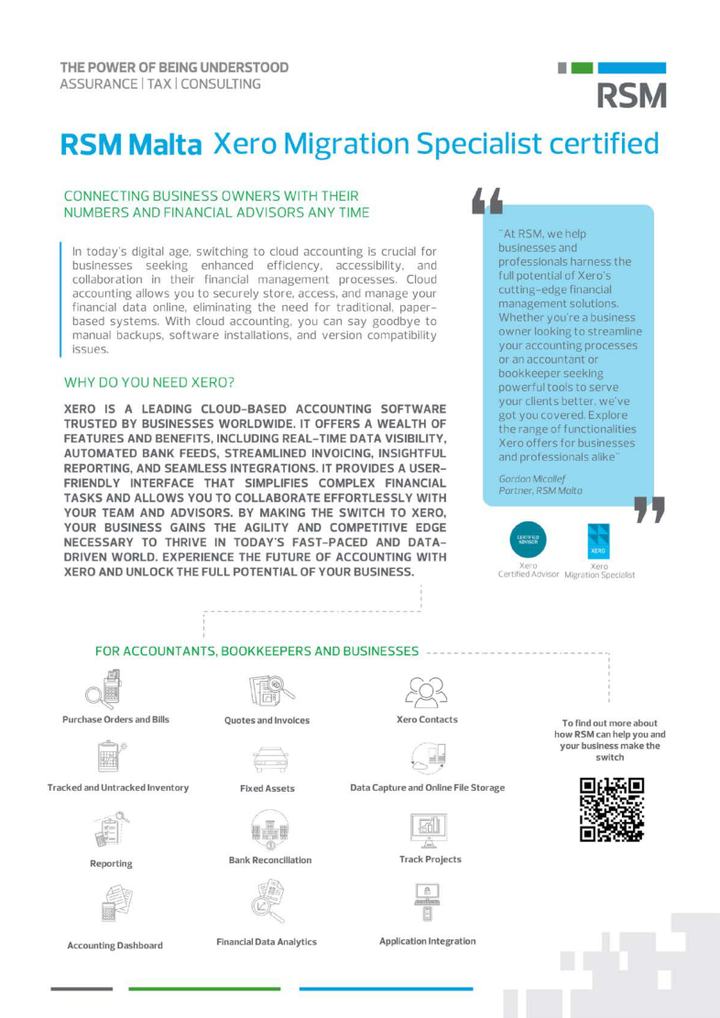 THE POWER OF BEING UNDERSTOOD
ASSURANCE | TAX | CONSULTING
RSM
RSM Malta Xero Migration Specialist certified
CONNECTING BUSINESS OWNERS WITH THEIR
NUMBERS AND FINANCIAL ADVISORS ANY TIME
In today's digital age, switching to cloud accounting is crucial for
businesses seeking enhanced efficiency, accessibility, and
collaboration in their financial management processes. Cloud
accounting allows you to securely store, access, and manage your
financial data online, eliminating the need for traditional, paper-
based systems. With cloud accounting, you can say goodbye to
manual backups, software installations, and version compatibility
issues.
WHY DO YOU NEED XERO?
XERO IS A LEADING CLOUD-BASED ACCOUNTING SOFTWARE
TRUSTED BY BUSINESSES WORLDWIDE. IT OFFERS A WEALTH OF
FEATURES AND BENEFITS, INCLUDING REAL-TIME DATA VISIBILITY,
AUTOMATED BANK FEEDS, STREAMLINED INVOICING, INSIGHTFUL
REPORTING, AND SEAMLESS INTEGRATIONS. IT PROVIDES A USER-
FRIENDLY INTERFACE THAT SIMPLIFIES COMPLEX FINANCIAL
TASKS AND ALLOWS YOU TO COLLABORATE EFFORTLESSLY WITH
YOUR TEAM AND ADVISORS. BY MAKING THE SWITCH TO XERO,
YOUR BUSINESS GAINS THE AGILITY AND COMPETITIVE EDGE
NECESSARY TO THRIVE IN TODAY'S FAST-PACED AND DATA-
DRIVEN WORLD. EXPERIENCE THE FUTURE OF ACCOUNTING WITH
XERO AND UNLOCK THE FULL POTENTIAL OF YOUR BUSINESS.
"At RSM, we help
businesses and
professionals harness the
full potential of Xero's
cutting-edge financial
management solutions.
Whether you're a business
owner looking to streamline
your accounting processes
or an accountant or
bookkeeper seeking
powerful tools to serve
your clients better, we've
got you covered. Explore
the range of functionalities
Xero offers for businesses
and professionals alike"
Gordon Micallef
Partner, RSM Malta
CERTIFIED
ADVISOR
XERO
Xero
Certified Advisor
Xero
Migration Specialist
FOR ACCOUNTANTS, BOOKKEEPERS AND BUSINESSES
Purchase Orders and Bills
Quotes and Invoices
Xero Contacts
Tracked and Untracked Inventory
Fixed Assets
Data Capture and Online File Storage
Reporting
Bank Reconciliation
Track Projects
Accounting Dashboard
Financial Data Analytics
Application Integration
To find out more about
how RSM can help you and
your business make the
switch